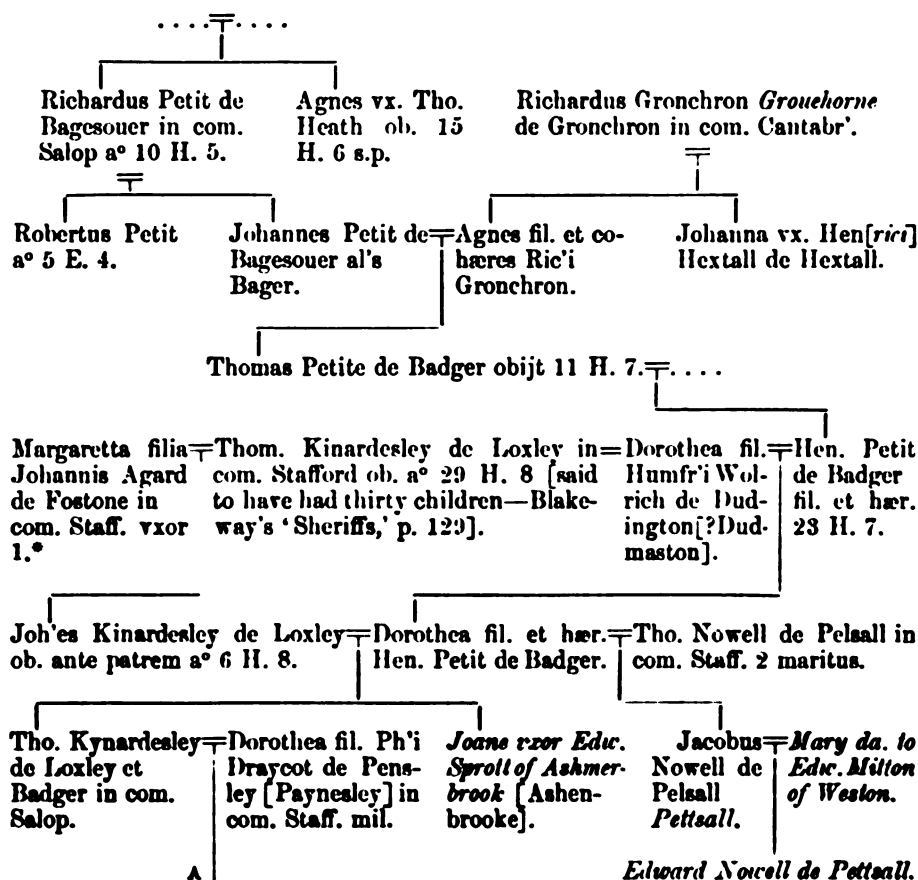 Richardus Petit de
Bagesouer in com.
Salop aº 10 H. 5.
Agnes vx. Tho.
Heath ob. 15
H. 6 s.p.
Richardus Gronchron Grouehorne
de Gronchron in com. Cantabr'.
Robertus Petit
aº 5 E. 4.
Johannes Petit de
Bagesouer al's
Bager.
Agnes fil. et co-
hæres Ric'i
Gronchron.
Johanna vx. Hen[rici]
Hextall de Hextall.
Thomas Petite de Badger obijt 11 H. 7.
Margaretta filia
Johannis Agard
de Fostone in
com. Staff. vxor
1.*
Thom. Kinardesley de Loxley in
com. Stafford ob. aº 29 H. 8 [said
to have had thirty children—Blake-
way's 'Sheriffs,' p. 129].
Dorothea fil.
Humfr'i Wol-
rich de Dud-
ington[?Dud-
maston].
Hen. Petit
de Badger
fil. et hær.
23 H. 7.
Joh'es Kinardesley de Loxley
ob. ante patrem aº 6 H. 8.
Dorothea fil. et hær.
Hen. Petit de Badger.
Tho. Nowell de Pelsall in
com. Staff. 2 maritus.
Tho. Kynardesley
de Loxley et
Badger in com.
Salop.
Dorothea fil. Ph'i
Draycot de Pens-
ley [Paynesley] in
com. Staff. mil.
Joane vxor Edw.
Sprott of Ashmer-
brook [Ashen-
brooke].
Jacobus
Nowell de
Pelsall
Pettsall.
Mary da. to
Edw. Milton
of Weston.
A
Edward Nowell de Pettsall.